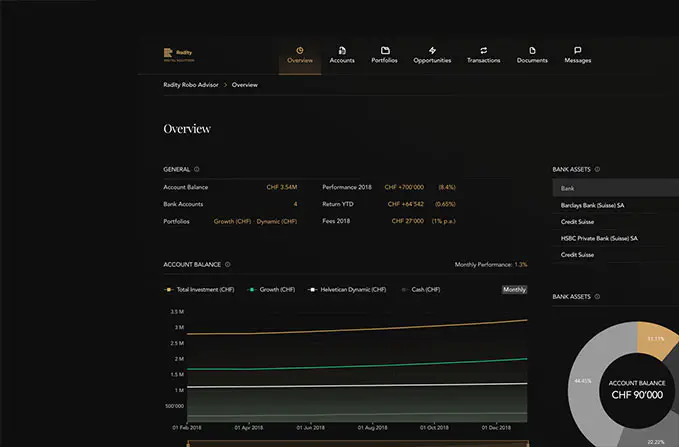 Radity
Overview
Accounts
Portfolios
Opportunities
Transactions
Documents
Messages
Radity Robo Advisor > Overview
Overview
GENERAL
Account Balance CHF 3.54M
Bank Accounts 4
Portfolios Growth (CHF) · Dynamic (CHF)
Performance 2018 CHF +700'000 (8.4%)
Return YTD CHF +64'542 (0.65%)
Fees 2018 CHF 27'000 (1% p.a.)
BANK ASSETS
Bank
Barclays Bank (Suisse) SA
Credit Suisse
HSBC Private Bank (Suisse) SA
Credit Suisse
ACCOUNT BALANCE
Monthly Performance: 1.3%
Total Investment (CHF)
Growth (CHF)
Helvetican Dynamic (CHF)
Cash (CHF)
Monthly
3.5 M
3 M
2.5 M
2 M
1.5 M
1 M
500'000
01 Feb 2018
01 Apr 2018
01 Jun 2018
01 Aug 2018
01 Oct 2018
01 Dec 2018
BANK ASSETS
44.45%
22.22%
ACCOUNT BALANCE
CHF 90'000